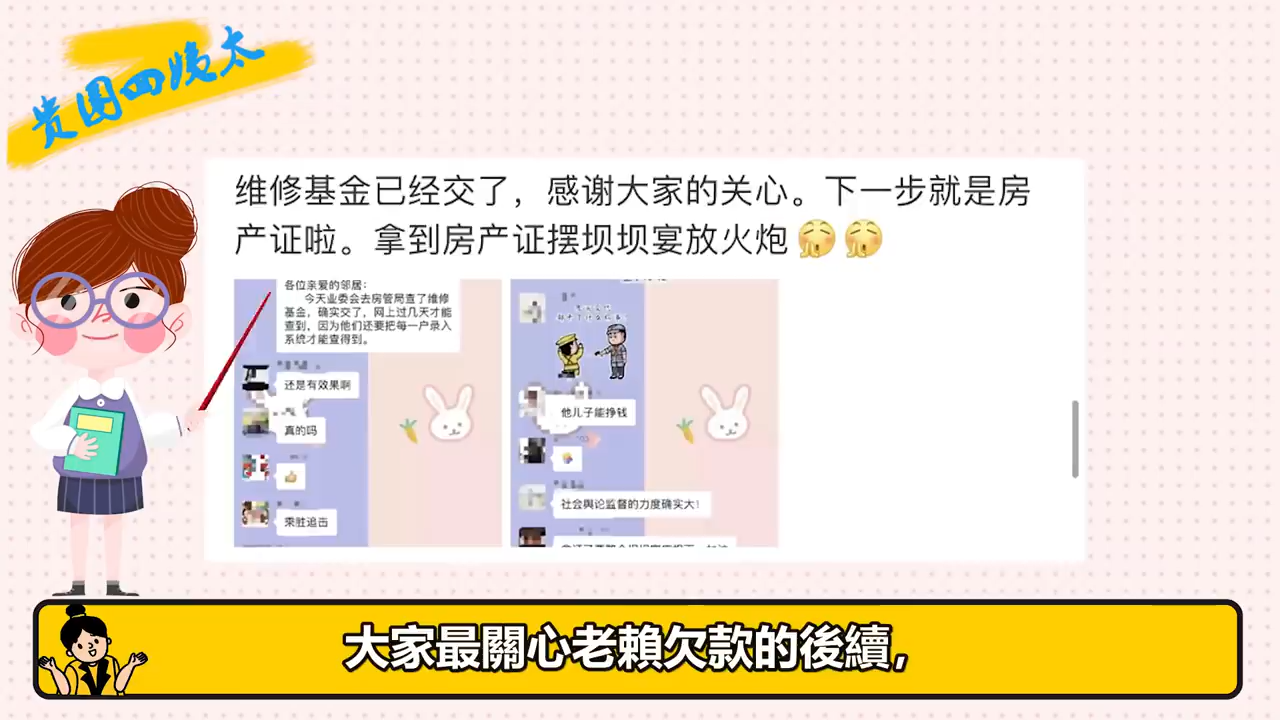 贵圈四姨太
维修基金已经交了，感谢大家的关心。下一步就是房
产证啦。拿到房产证摆坝坝宴放火炮
各位亲爱的邻居：
今天业委会去房管局查了维修
基金，确实交了，网上过几天才能
查到，因为他们还要把每一户录入
系统才能查得到。
还是有效果啊
真的吗
乘胜追击
他儿子能挣钱
社会舆论监督的力度确实大！
大家最關心老賴欠款的後續，